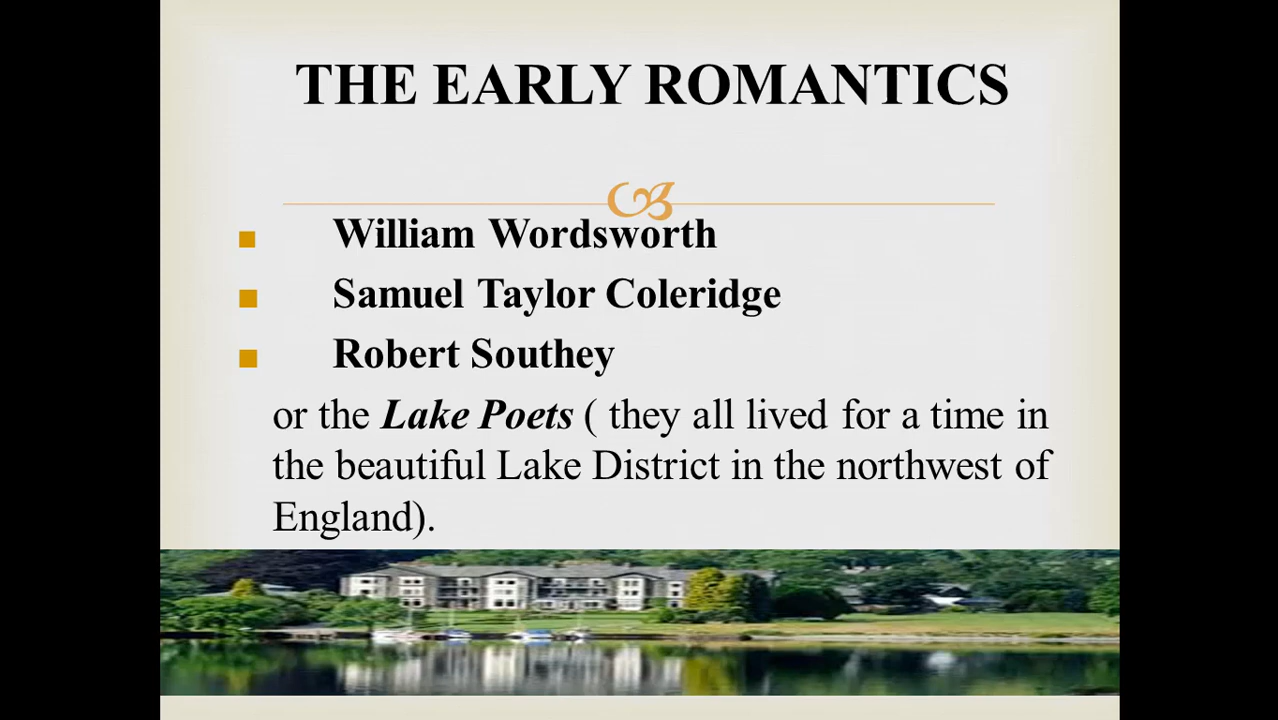 THE EARLY ROMANTICS
■ William Wordsworth
■ Samuel Taylor Coleridge
■ Robert Southey
or the Lake Poets ( they all lived for a time in
the beautiful Lake District in the northwest of
England).